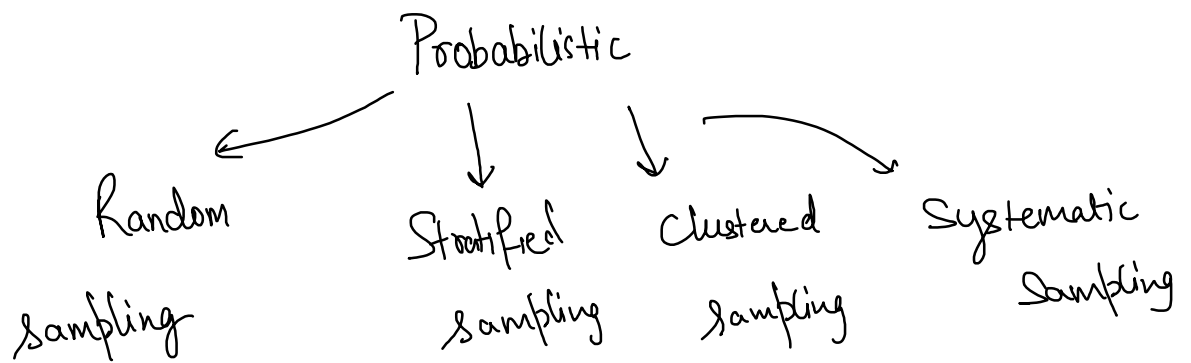 Probabilistic
Random
sampling
Stratified
sampling
Clustered
sampling
Systematic
Sampling